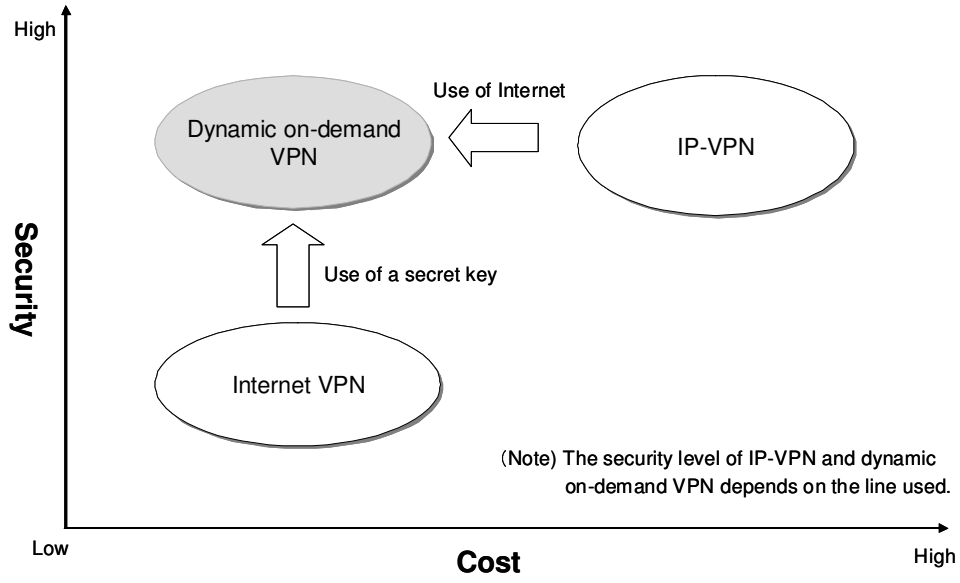 High
Use of Internet
Dynamic on-demand
VPN
IP-VPN
Security
Use of a secret key
Internet VPN
(Note) The security level of IP-VPN and dynamic
on-demand VPN depends on the line used.
Low
Cost
High